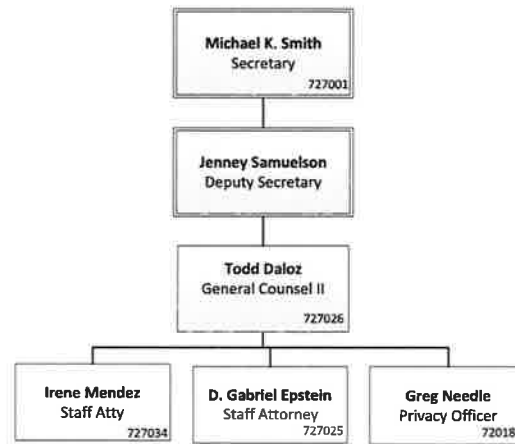 Michael K. Smith
Secretary
727001
Jenney Samuelson
Deputy Secretary
Todd Daloz
General Counsel II
727026
Irene Mendez
Staff Atty
727034
D. Gabriel Epstein
Staff Attorney
727025
Greg Needle
Privacy Officer
72018